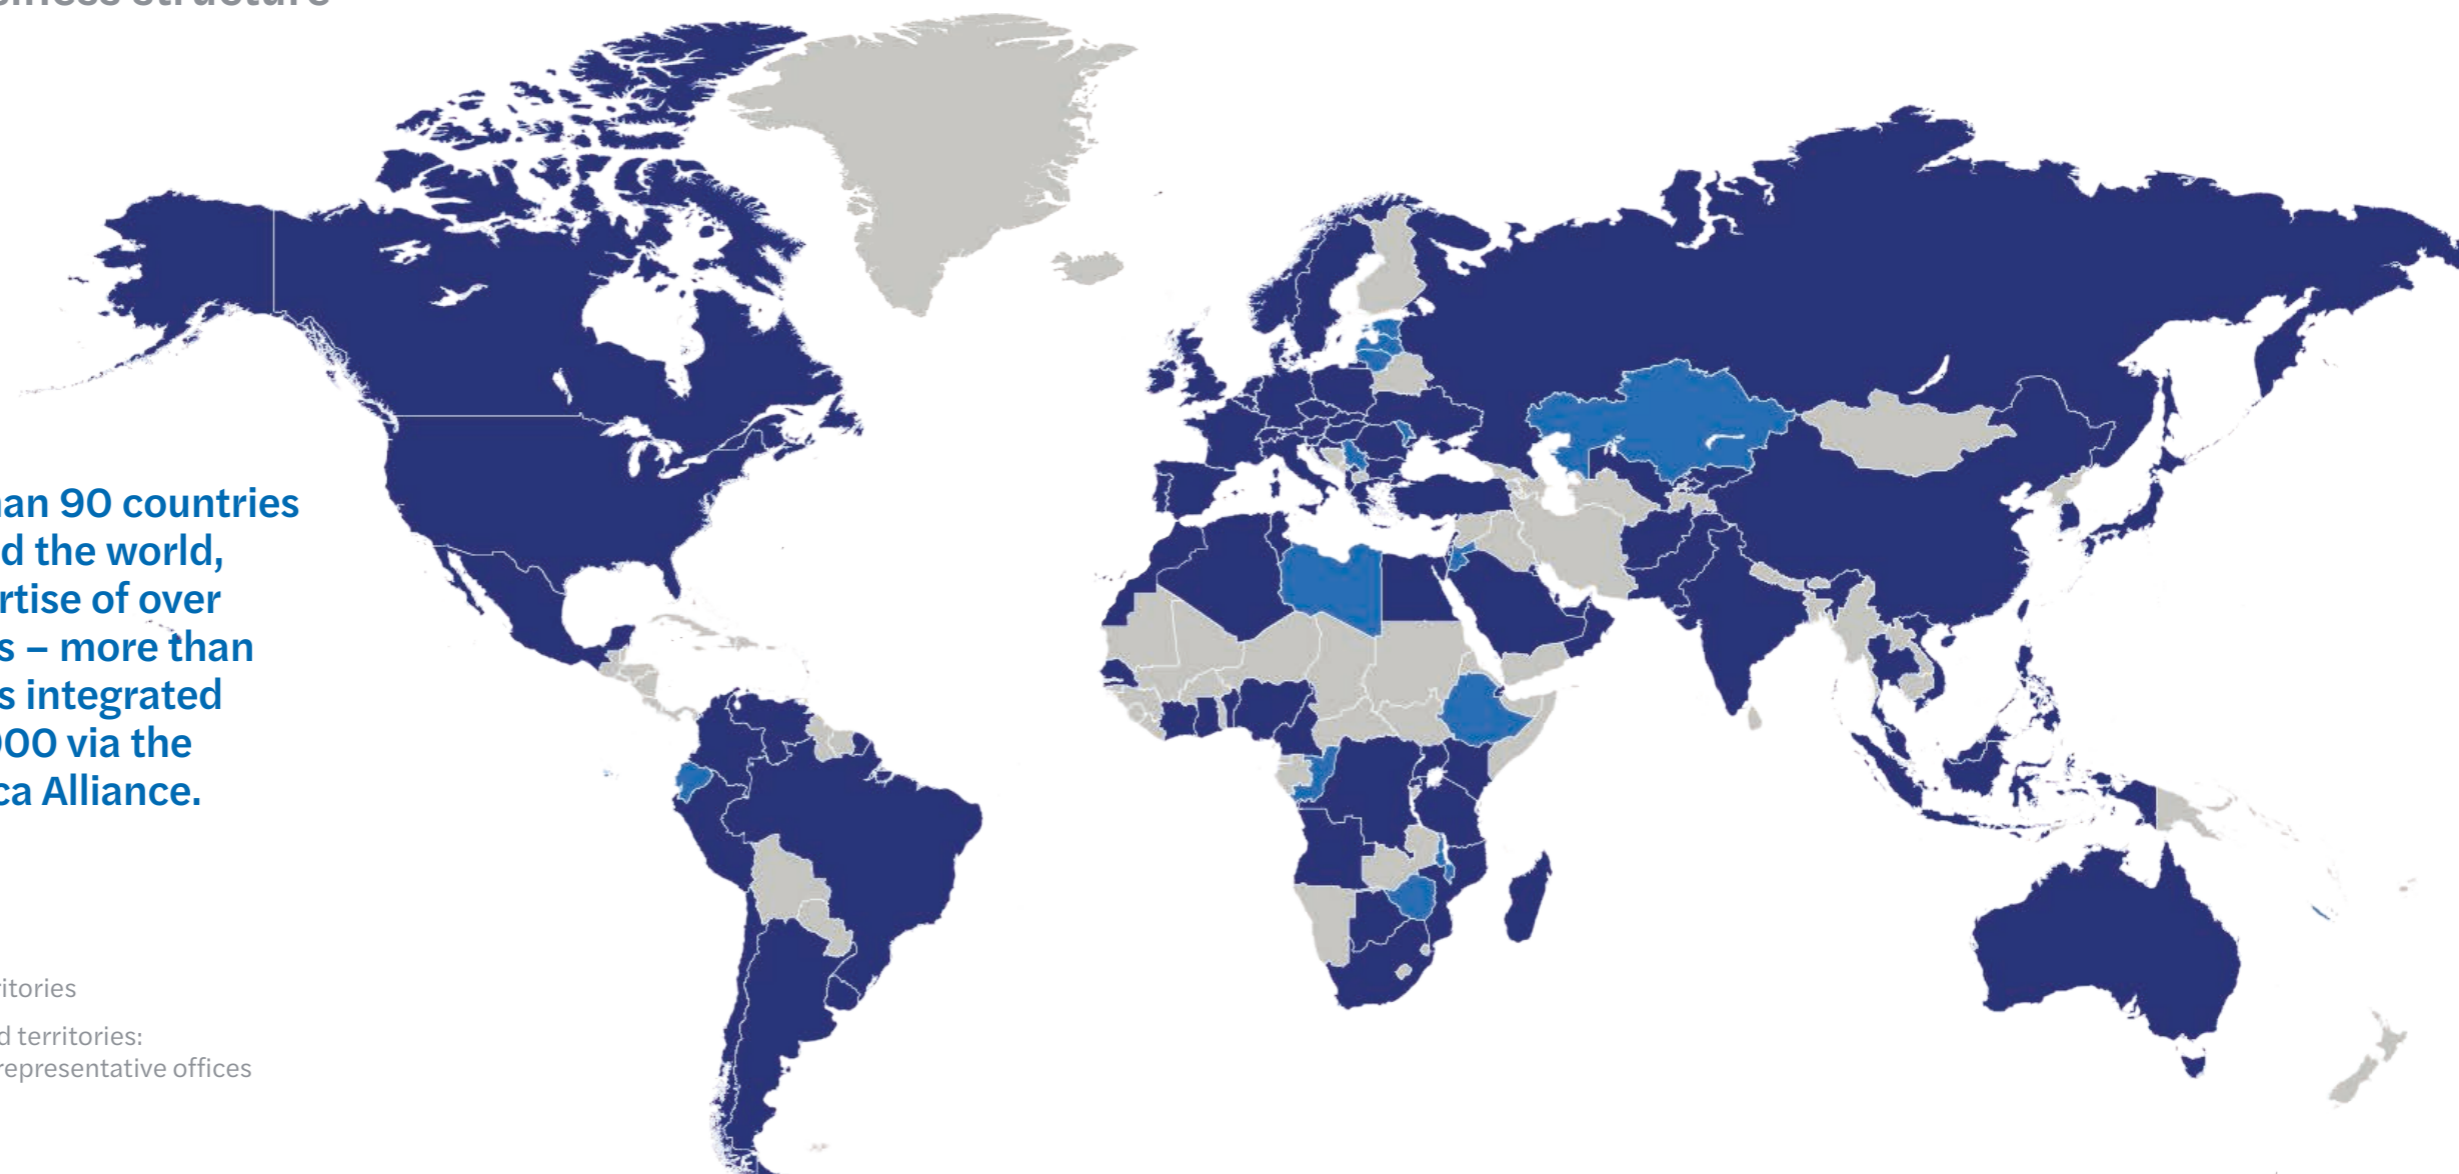 an 90 countries
d the world,
rtise of over
s – more than
s integrated
000 via the
ca Alliance.
itories
d territories:
representative offices